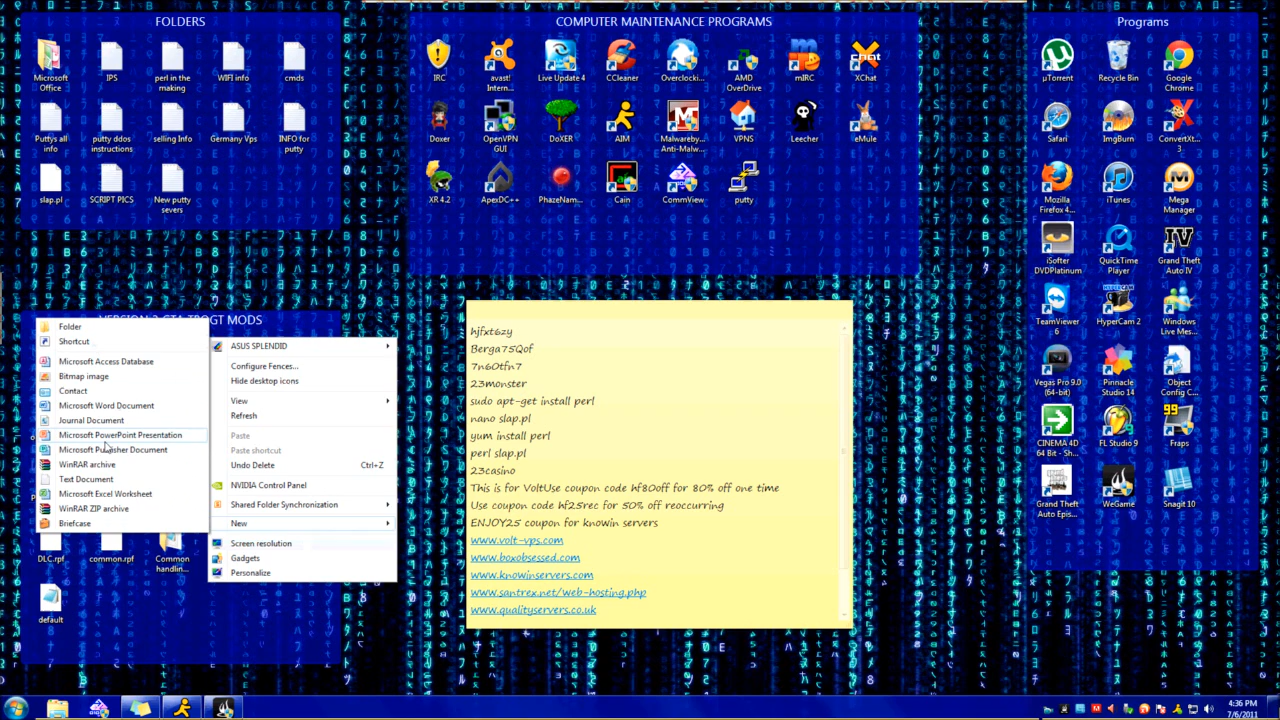 FOLDERS
Microsoft Office
IPS
perl in the making
WIFI info
cmds
Puttys all info
putty ddos instructions
selling Info
Germany Vps
INFO for putty
slap.pl
SCRIPT PICS
New putty severs
COMPUTER MAINTENANCE PROGRAMS
IRC
avast! Intern...
Live Update 4
CCleaner
Overclocki...
AMD OverDrive
mIRC
XChat
Doxer
OpenVPN GUI
DoXER
AIM
Malwareby... Anti-Malw...
VPNS
Leecher
eMule
XR 4.2
ApexDC++
PhazeNam...
Cain
CommView
putty
Programs
µTorrent
Recycle Bin
Google Chrome
Safari
ImgBurn
ConvertXt... 3
Mozilla Firefox 4...
iTunes
Mega Manager
iSofter DVDPlatinum
QuickTime Player
Grand Theft Auto IV
TeamViewer 6
HyperCam 2
Windows Live Mes...
Vegas Pro 9.0 (64-bit)
Pinnacle Studio 14
Object Config ...
CINEMA 4D 64 Bit - Sh...
FL Studio 9
Fraps
Grand Theft Auto Epis...
WeGame
Snagit 10
MODS
Folder
Shortcut
Microsoft Access Database
Bitmap image
Contact
Microsoft Word Document
Journal Document
Microsoft PowerPoint Presentation
Microsoft Publisher Document
WinRAR archive
Text Document
Microsoft Excel Worksheet
WinRAR ZIP archive
Briefcase
ASUS SPLENDID
Configure Fences...
Hide desktop icons
View
Refresh
Paste
Paste shortcut
Undo Delete Ctrl+Z
NVIDIA Control Panel
Shared Folder Synchronization
New
Screen resolution
Gadgets
Personalize
DLC.rpf
common.rpf
Common handlin...
default
hjfxt6zy
Berga75Qof
7n6Otfn7
23monster
sudo apt-get install perl
nano slap.pl
yum install perl
perl slap.pl
23casino
This is for VoltUse coupon code hf80off for 80% off one time
Use coupon code hf25rec for 50% off reoccurring
ENJOY25 coupon for knowin servers
www.volt-vps.com
www.boxobsessed.com
www.knowinservers.com
www.santrex.net/web-hosting.php
www.qualityservers.co.uk
4:36 PM
7/6/2011